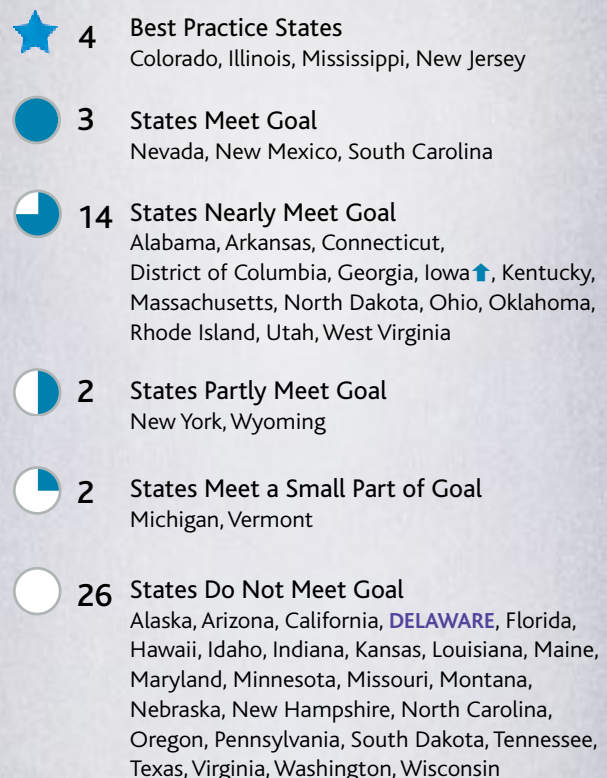 4 Best Practice States
Colorado, Illinois, Mississippi, New Jersey
3 States Meet Goal
Nevada, New Mexico, South Carolina
14 States Nearly Meet Goal
Alabama, Arkansas, Connecticut,
District of Columbia, Georgia, Iowa⬆, Kentucky,
Massachusetts, North Dakota, Ohio, Oklahoma,
Rhode Island, Utah, West Virginia
2 States Partly Meet Goal
New York, Wyoming
2 States Meet a Small Part of Goal
Michigan, Vermont
26 States Do Not Meet Goal
Alaska, Arizona, California, DELAWARE, Florida,
Hawaii, Idaho, Indiana, Kansas, Louisiana, Maine,
Maryland, Minnesota, Missouri, Montana,
Nebraska, New Hampshire, North Carolina,
Oregon, Pennsylvania, South Dakota, Tennessee,
Texas, Virginia, Washington, Wisconsin